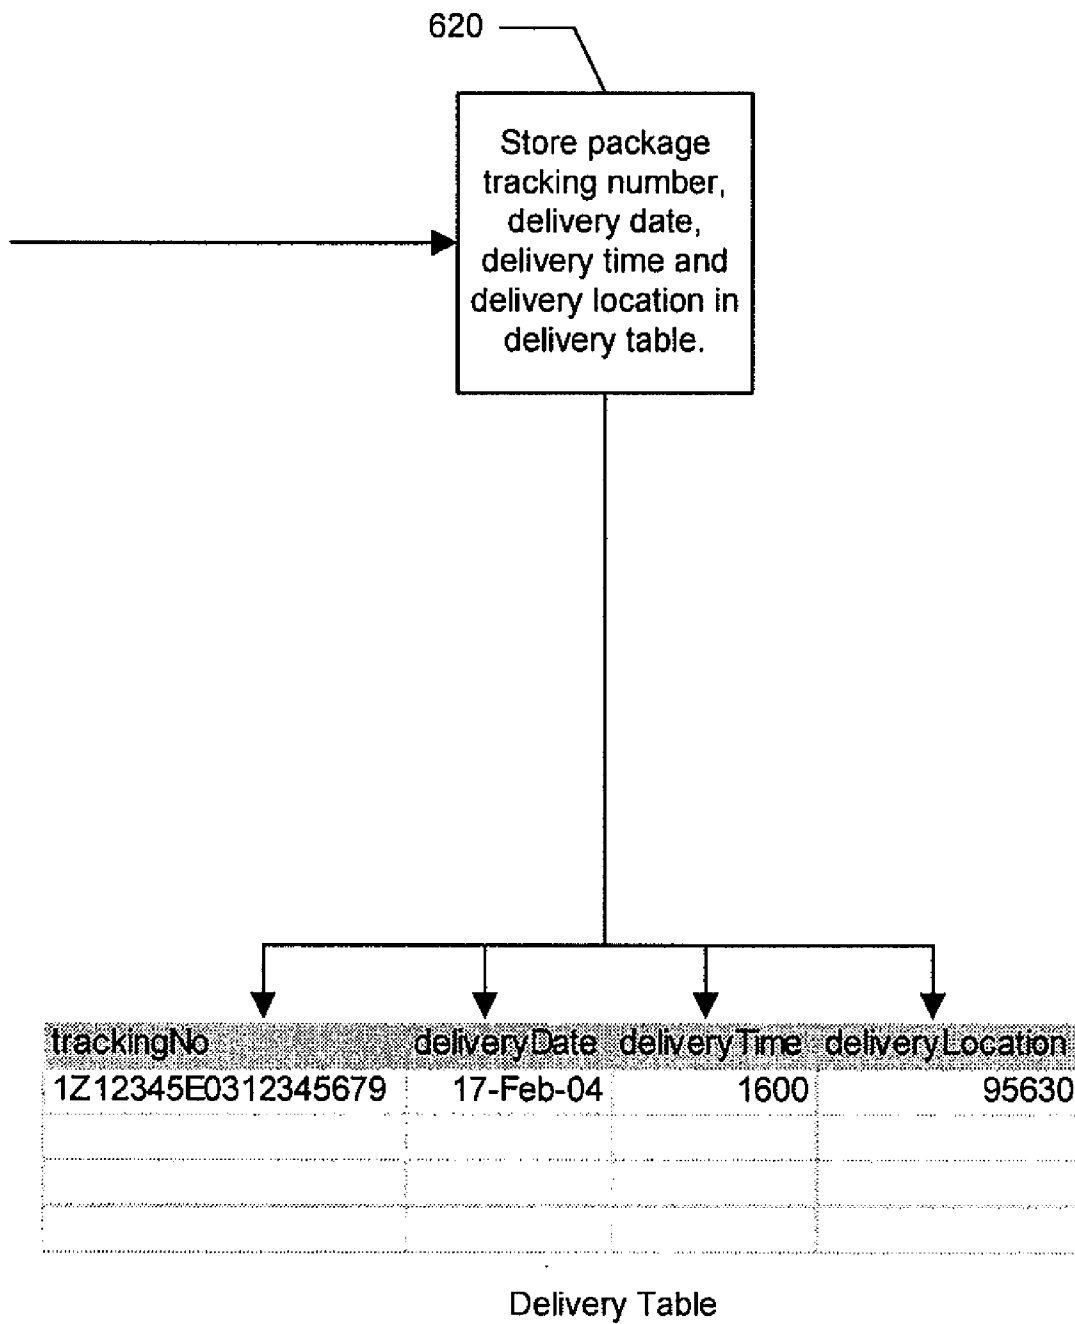 620
Store package
tracking number,
delivery date,
delivery time and
delivery location in
delivery table.
trackingNo deliveryDate deliveryTime deliveryLocation
1Z12345E0312345679 17-Feb-04 1600 95630
Delivery Table